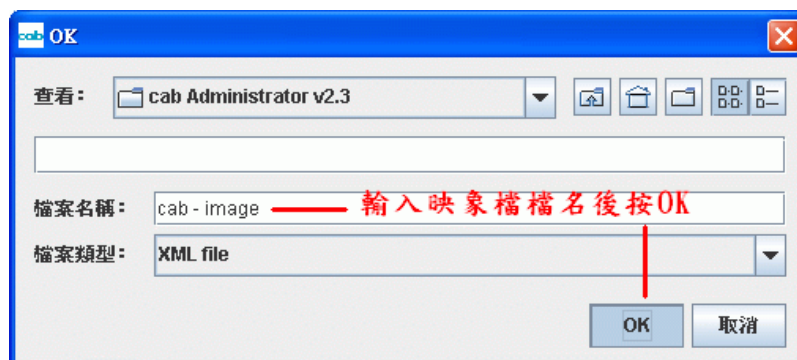 cab OK
查看： cab Administrator v2.3
檔案名稱： cab - image 輸入映象檔檔名後按OK
檔案類型： XML file
OK 取消